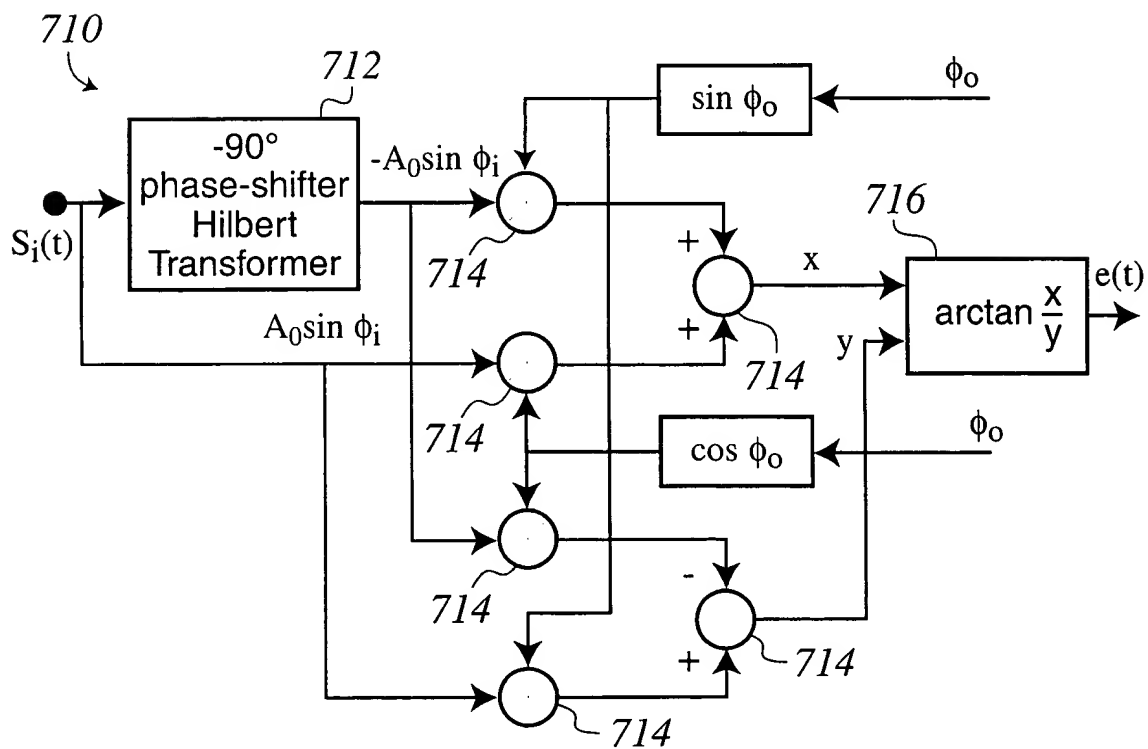 710
712
-90°
phase-shifter
Hilbert
Transformer
Si(t)
-A0sin ϕi
A0sin ϕi
sin ϕo
ϕo
714
+
+
714
x
716
arctan x/y
e(t)
y
714
cos ϕo
ϕo
714
-
+
714
714